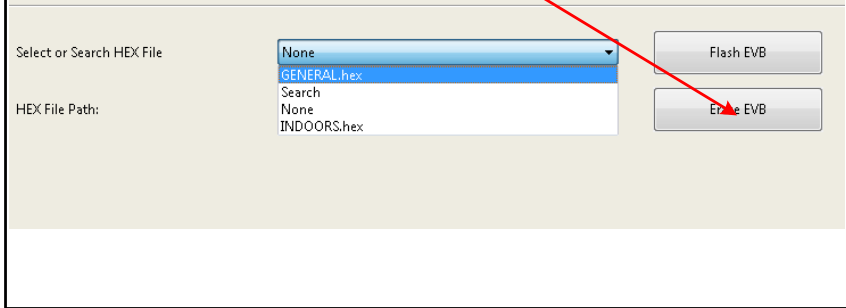 Select or Search HEX File
None
Flash EVB
GENERAL.hex
Search
None
INDOORS.hex
HEX File Path:
Erase EVB